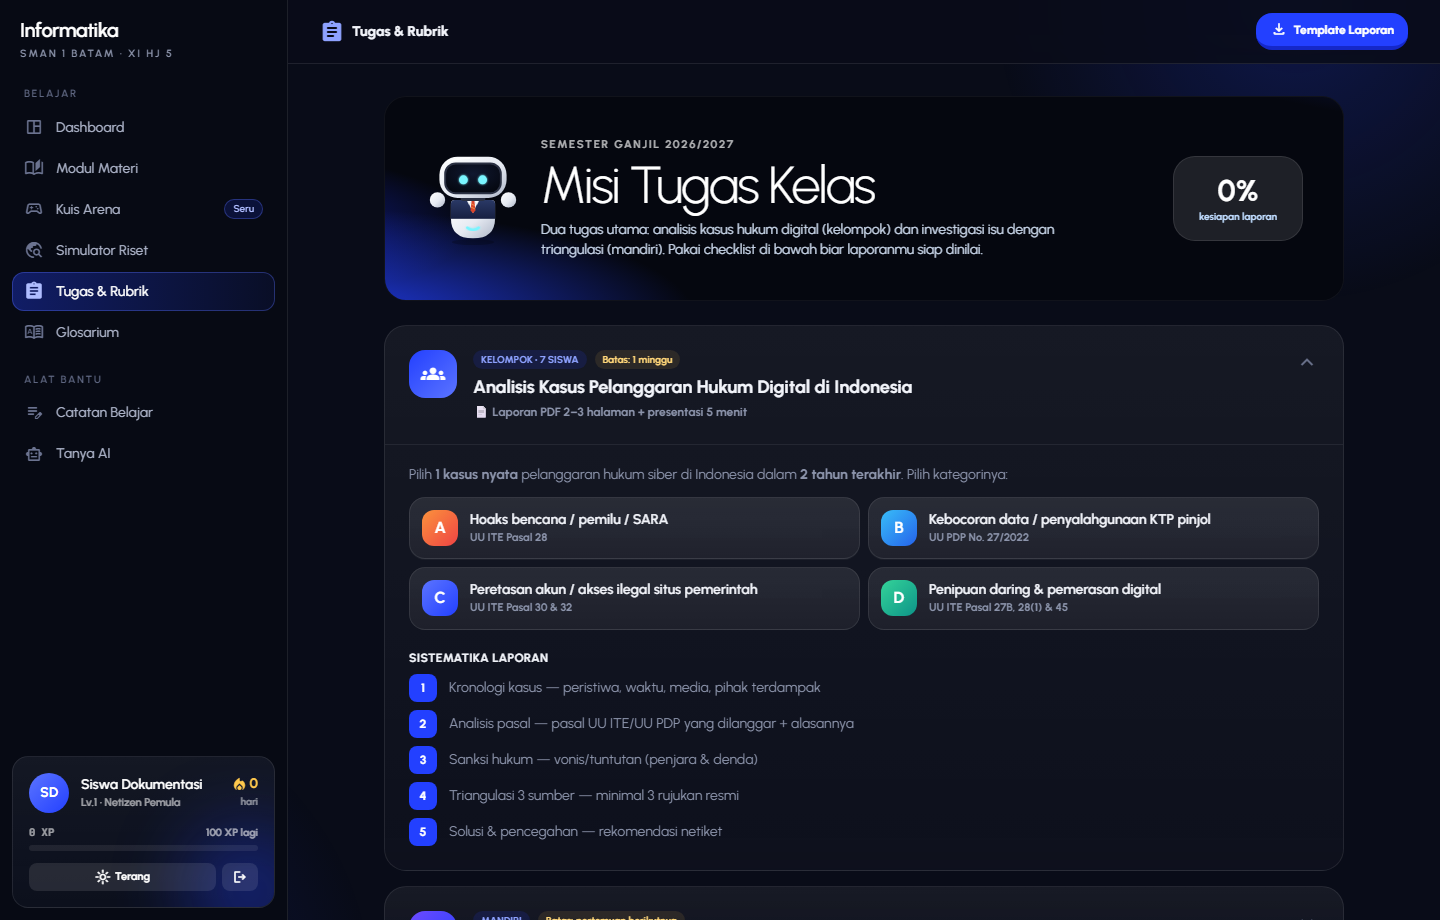 Informatika
SMAN 1 BATAM · XI HJ 5
BELAJAR
Dashboard
Modul Materi
Kuis Arena
Seru
Simulator Riset
Tugas & Rubrik
Glosarium
ALAT BANTU
Catatan Belajar
Tanya AI
SD
Siswa Dokumentasi
0
Lv.1 · Netizen Pemula
hari
0 XP
100 XP lagi
Terang
Tugas & Rubrik
Template Laporan
SEMESTER GANJIL 2026/2027
Misi Tugas Kelas
Dua tugas utama: analisis kasus hukum digital (kelompok) dan investigasi isu dengan
triangulasi (mandiri). Pakai checklist di bawah biar laporanmu siap dinilai.
0%
kesiapan laporan
KELOMPOK · 7 SISWA
Batas: 1 minggu
Analisis Kasus Pelanggaran Hukum Digital di Indonesia
Laporan PDF 2–3 halaman + presentasi 5 menit
Pilih 1 kasus nyata pelanggaran hukum siber di Indonesia dalam 2 tahun terakhir. Pilih kategorinya:
A
Hoaks bencana / pemilu / SARA
UU ITE Pasal 28
B
Kebocoran data / penyalahgunaan KTP pinjol
UU PDP No. 27/2022
C
Peretasan akun / akses ilegal situs pemerintah
UU ITE Pasal 30 & 32
D
Penipuan daring & pemerasan digital
UU ITE Pasal 27B, 28(1) & 45
SISTEMATIKA LAPORAN
1 Kronologi kasus — peristiwa, waktu, media, pihak terdampak
2 Analisis pasal — pasal UU ITE/UU PDP yang dilanggar + alasannya
3 Sanksi hukum — vonis/tuntutan (penjara & denda)
4 Triangulasi 3 sumber — minimal 3 rujukan resmi
5 Solusi & pencegahan — rekomendasi netiket
MANDIRI
Batas: pertemuan berikutnya